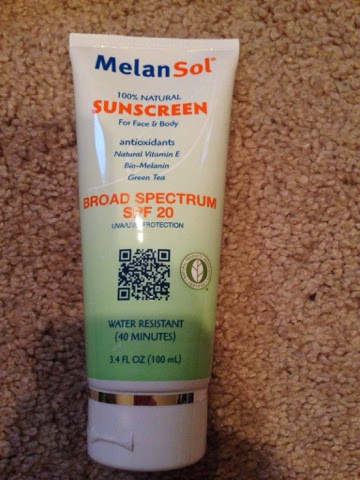 MelanSol®
100% NATURAL
SUNSCREEN
For Face & Body
antioxidants
Natural Vitamin E
Bio-Melanin
Green Tea
BROAD SPECTRUM
SPF 20
UVA/UVB PROTECTION
WATER RESISTANT
(40 MINUTES)
3.4 FL OZ (100 mL)